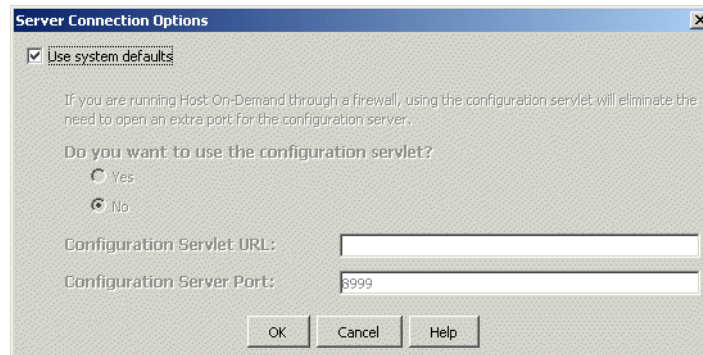 Server Connection Options
Use system defaults
If you are running Host On-Demand through a firewall, using the configuration servlet will eliminate the
need to open an extra port for the configuration server.
Do you want to use the configuration servlet?
Yes
No
Configuration Servlet URL:
Configuration Server Port: 8999
OK Cancel Help